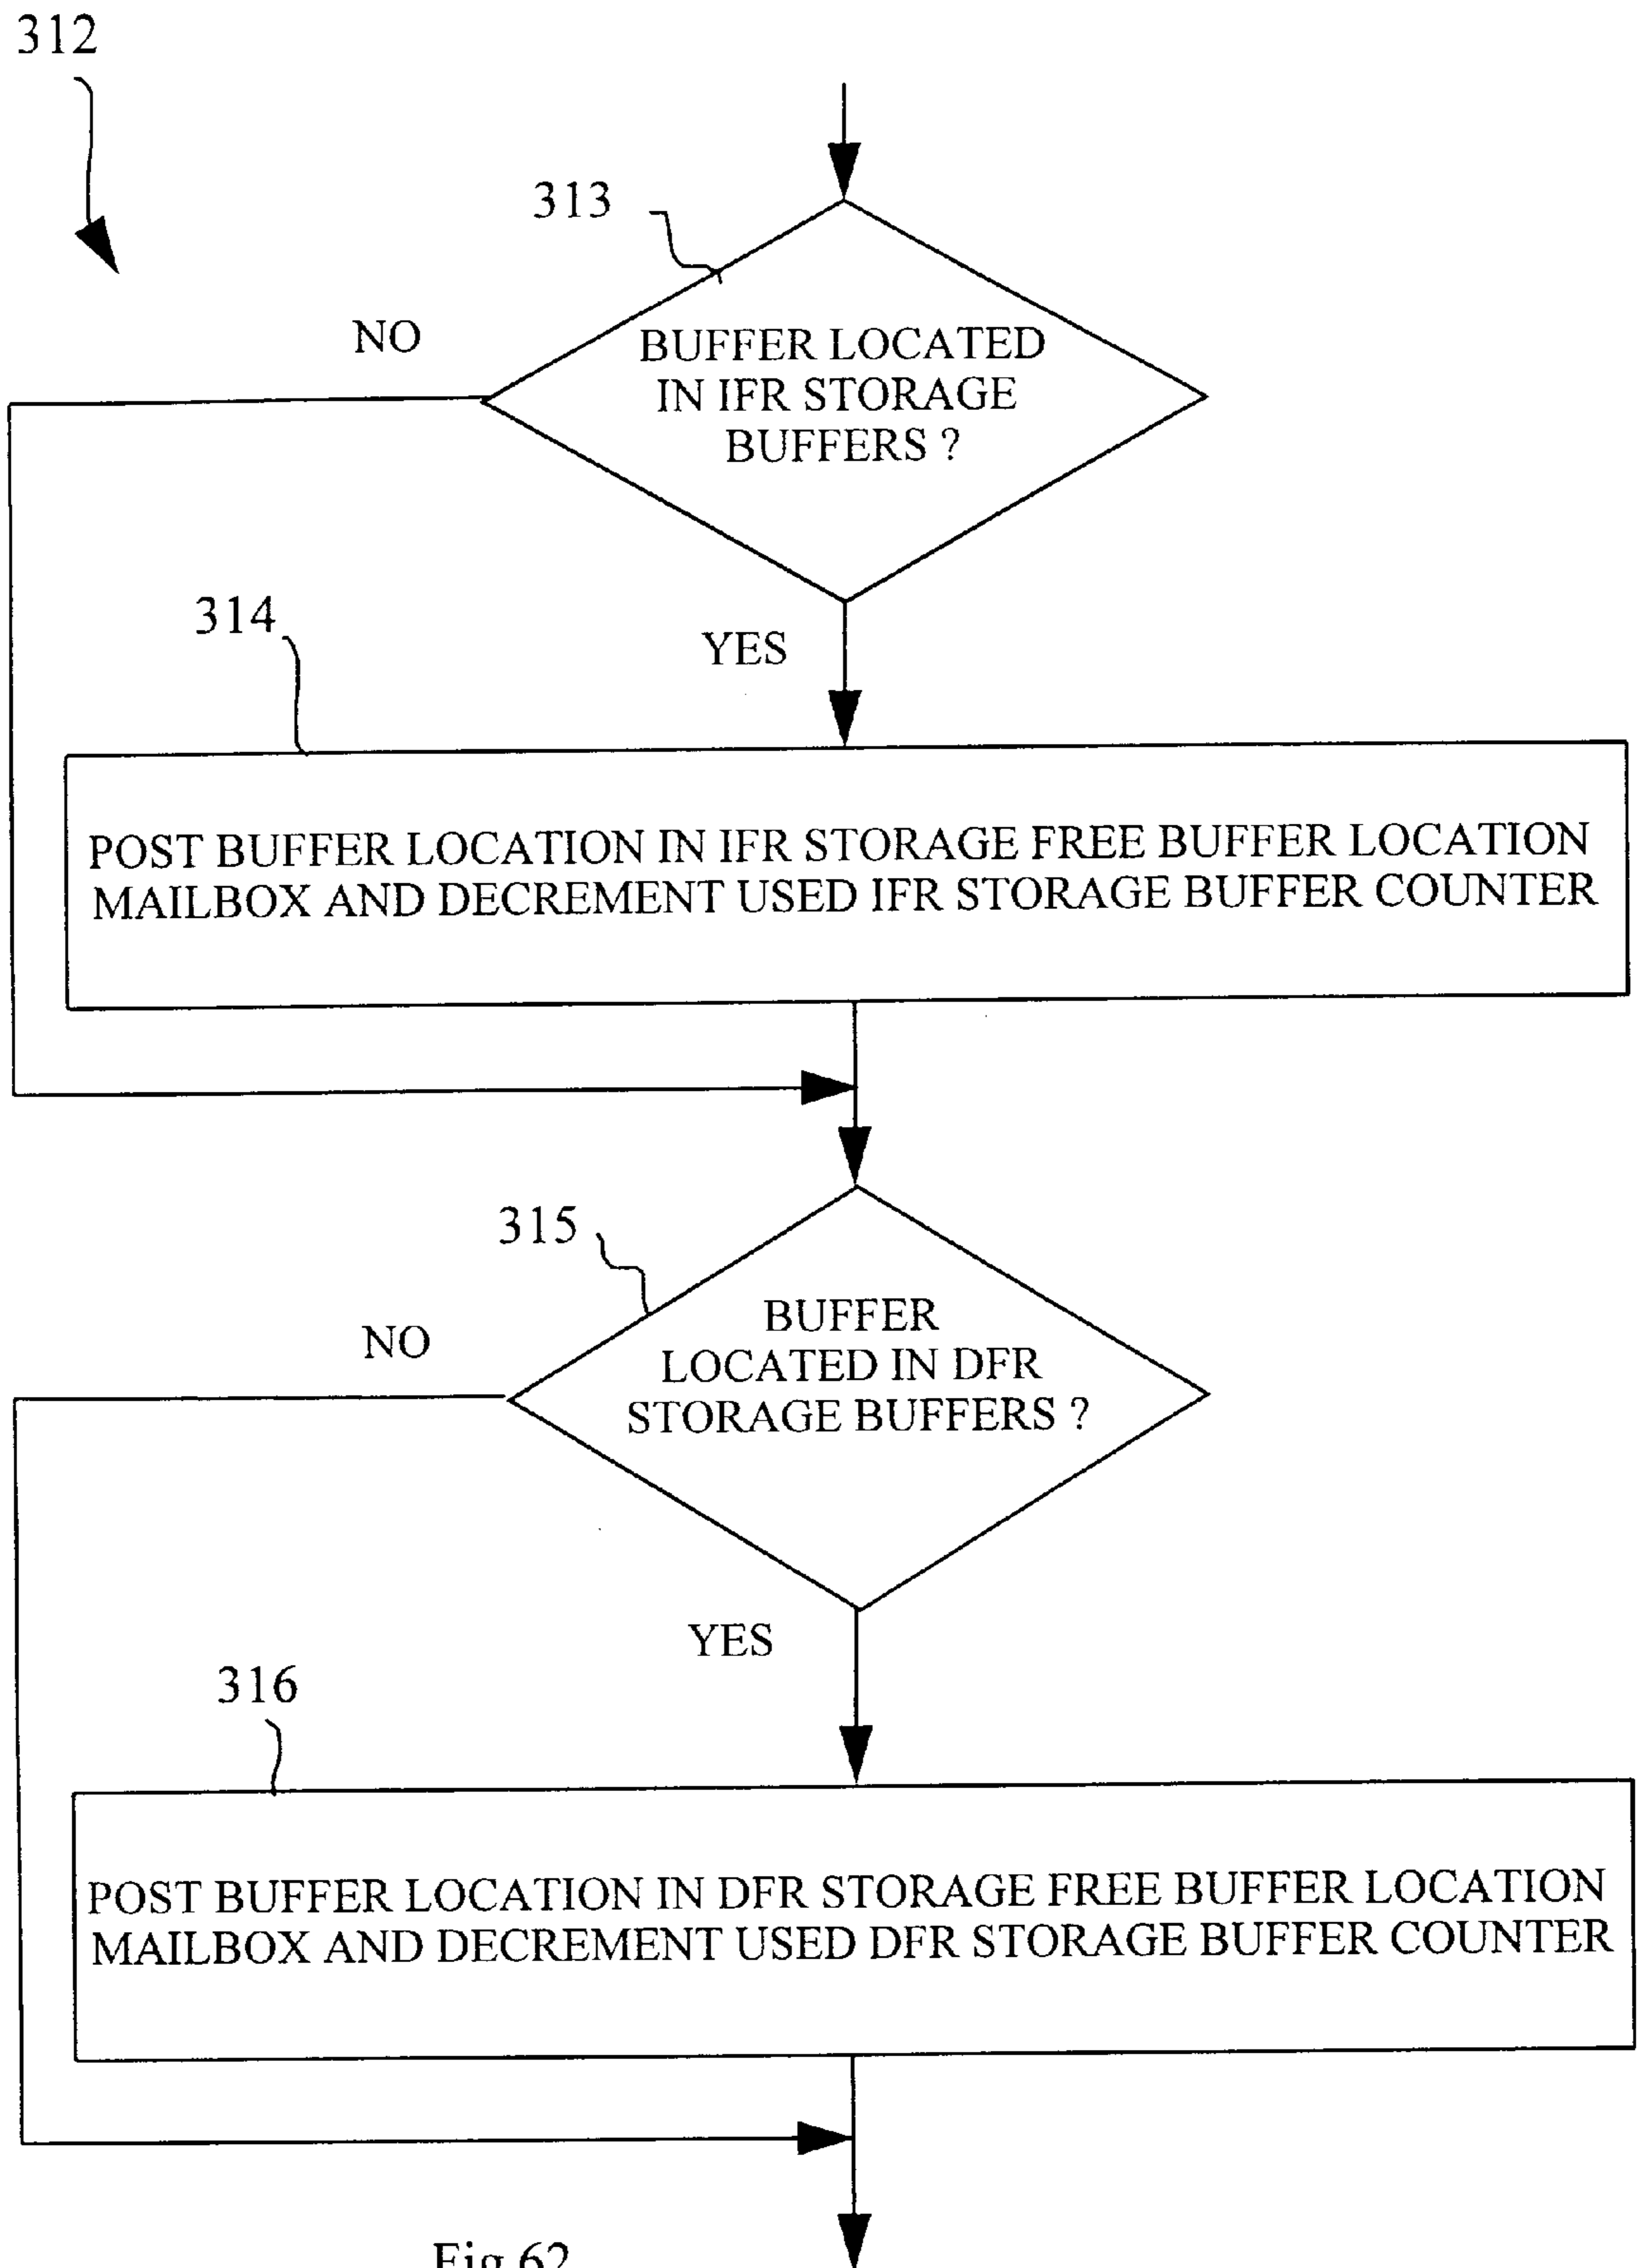 312
313
NO
BUFFER LOCATED
IN IFR STORAGE
BUFFERS ?
314
YES
POST BUFFER LOCATION IN IFR STORAGE FREE BUFFER LOCATION
MAILBOX AND DECREMENT USED IFR STORAGE BUFFER COUNTER
315
NO
BUFFER
LOCATED IN DFR
STORAGE BUFFERS ?
YES
316
POST BUFFER LOCATION IN DFR STORAGE FREE BUFFER LOCATION
MAILBOX AND DECREMENT USED DFR STORAGE BUFFER COUNTER
Fig 62